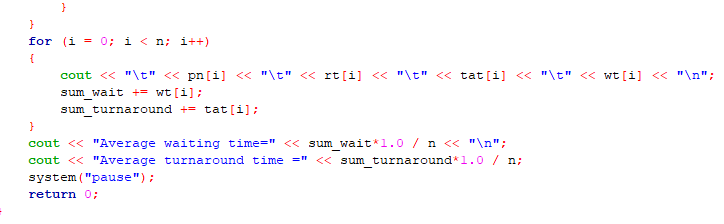 }
}
for (i = 0; i < n; i++)
{
cout << "\t" << pn[i] << "\t" << rt[i] << "\t" << tat[i] << "\t" << wt[i] << "\n";
sum_wait += wt[i];
sum_turnaround += tat[i];
}
cout << "Average waiting time=" << sum_wait*1.0 / n << "\n";
cout << "Average turnaround time =" << sum_turnaround*1.0 / n;
system("pause");
return 0;
}